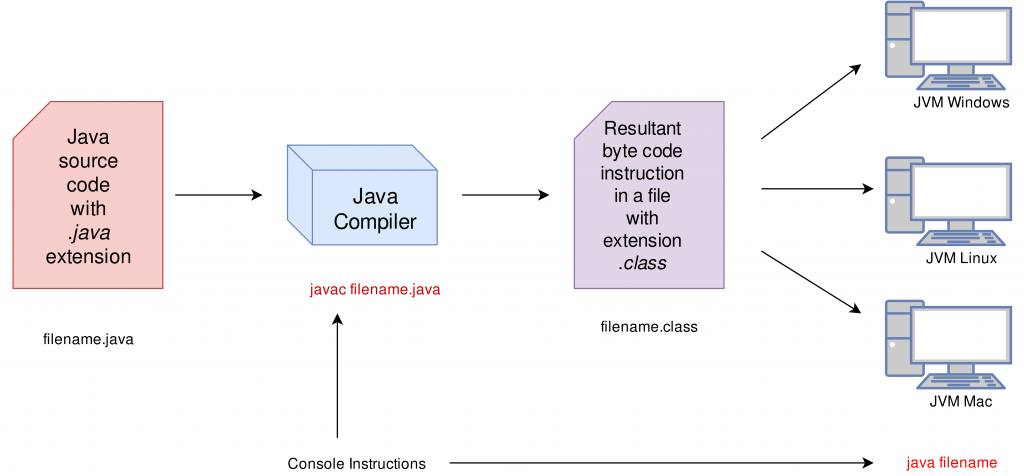 Java
source
code
with
.java
extension
filename.java
Java
Compiler
javac filename.java
Resultant
byte code
instruction
in a file
with
extension
.class
filename.class
JVM Windows
JVM Linux
JVM Mac
Console Instructions
java filename